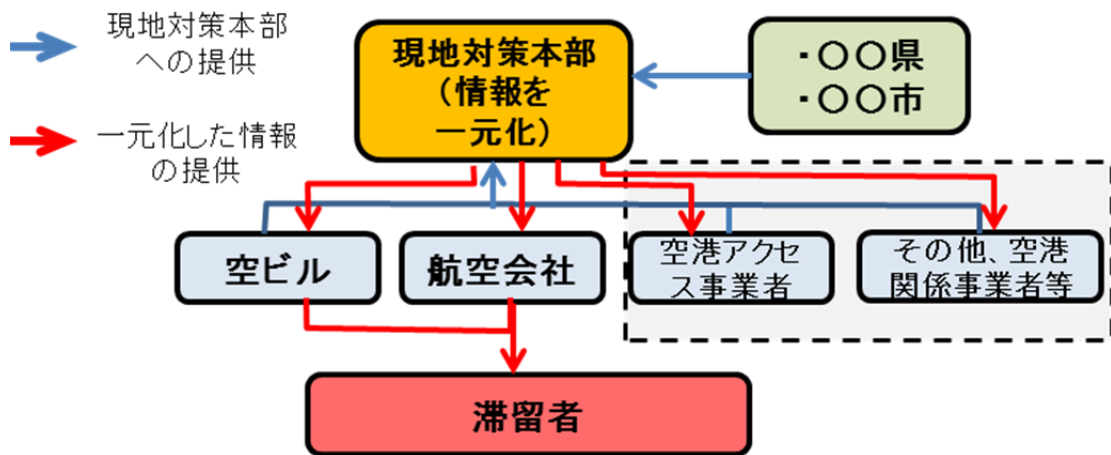 現地対策本部
への提供
一元化した情報
の提供
現地対策本部
(情報を
一元化)
・〇〇県
・〇〇市
空ビル
航空会社
空港アクセ
ス事業者
その他、空港
関係事業者等
滞留者